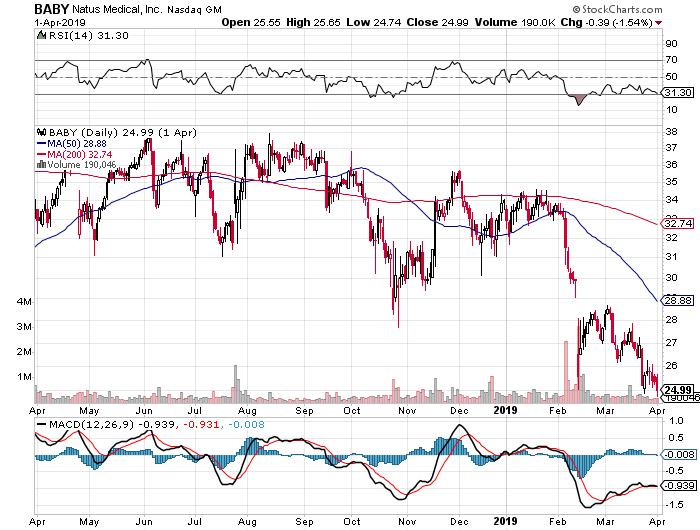 BABY Natus Medical, Inc. Nasdaq GM © StockCharts.com
1-Apr-2019 Open 25.55 High 25.65 Low 24.74 Close 24.99 Volume 190.0K Chg -0.39 (-1.54%)
RSI(14) 31.30
90
70
50
31.30
10
BABY (Daily) 24.99 (1 Apr)
MA(50) 28.88
MA(200) 32.74
Volume 190,046
38
37
36
35
34
33
32.74
32
31
30
28.88
28
26
24.99
190046
4M
3M
2M
1M
Apr May Jun Jul Aug Sep Oct Nov Dec 2019 Feb Mar Apr
MACD(12,26,9) -0.939, -0.931, -0.008
1.0
0.5
-0.008
-0.939
-1.5
Apr May Jun Jul Aug Sep Oct Nov Dec 2019 Feb Mar Apr